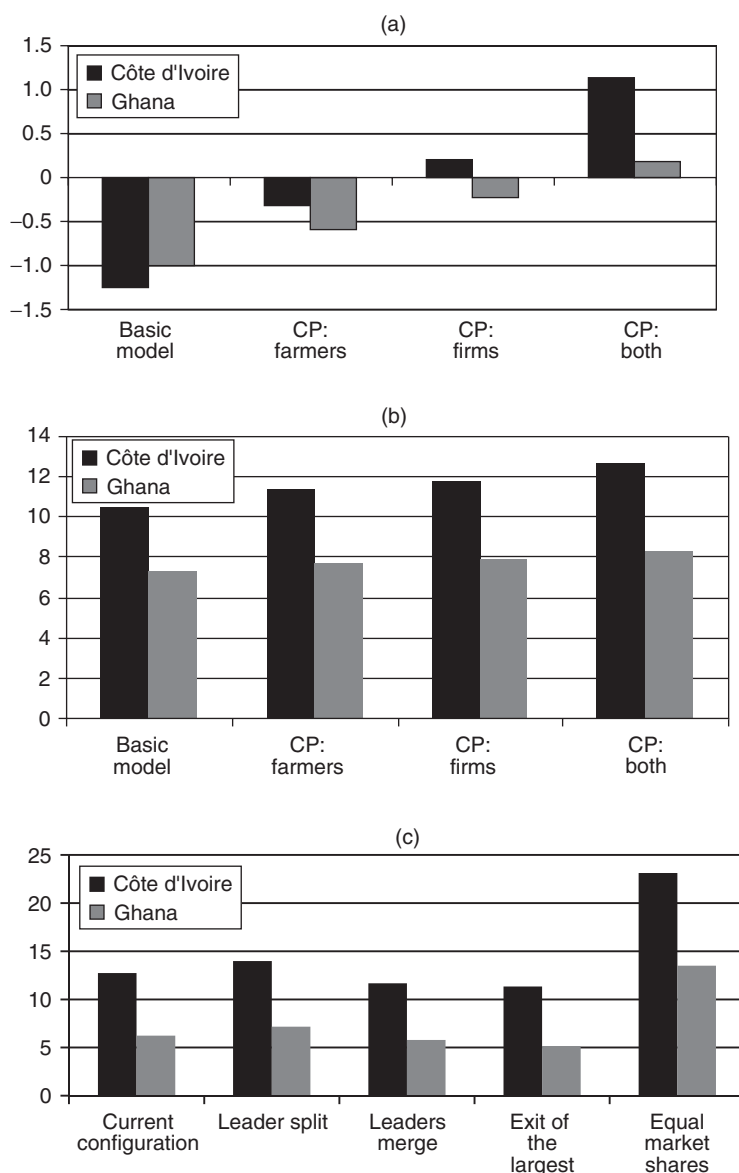 (a)
1.5
1.0
0.5
0
−0.5
−1.0
−1.5
Côte d'Ivoire
Ghana
Basic
model
CP:
farmers
CP:
firms
CP:
both
(b)
14
12
10
8
6
4
2
0
Côte d'Ivoire
Ghana
Basic
model
CP:
farmers
CP:
firms
CP:
both
(c)
25
20
15
10
5
0
Côte d'Ivoire
Ghana
Current
configuration
Leader split
Leaders
merge
Exit of
the
largest
Equal
market
shares